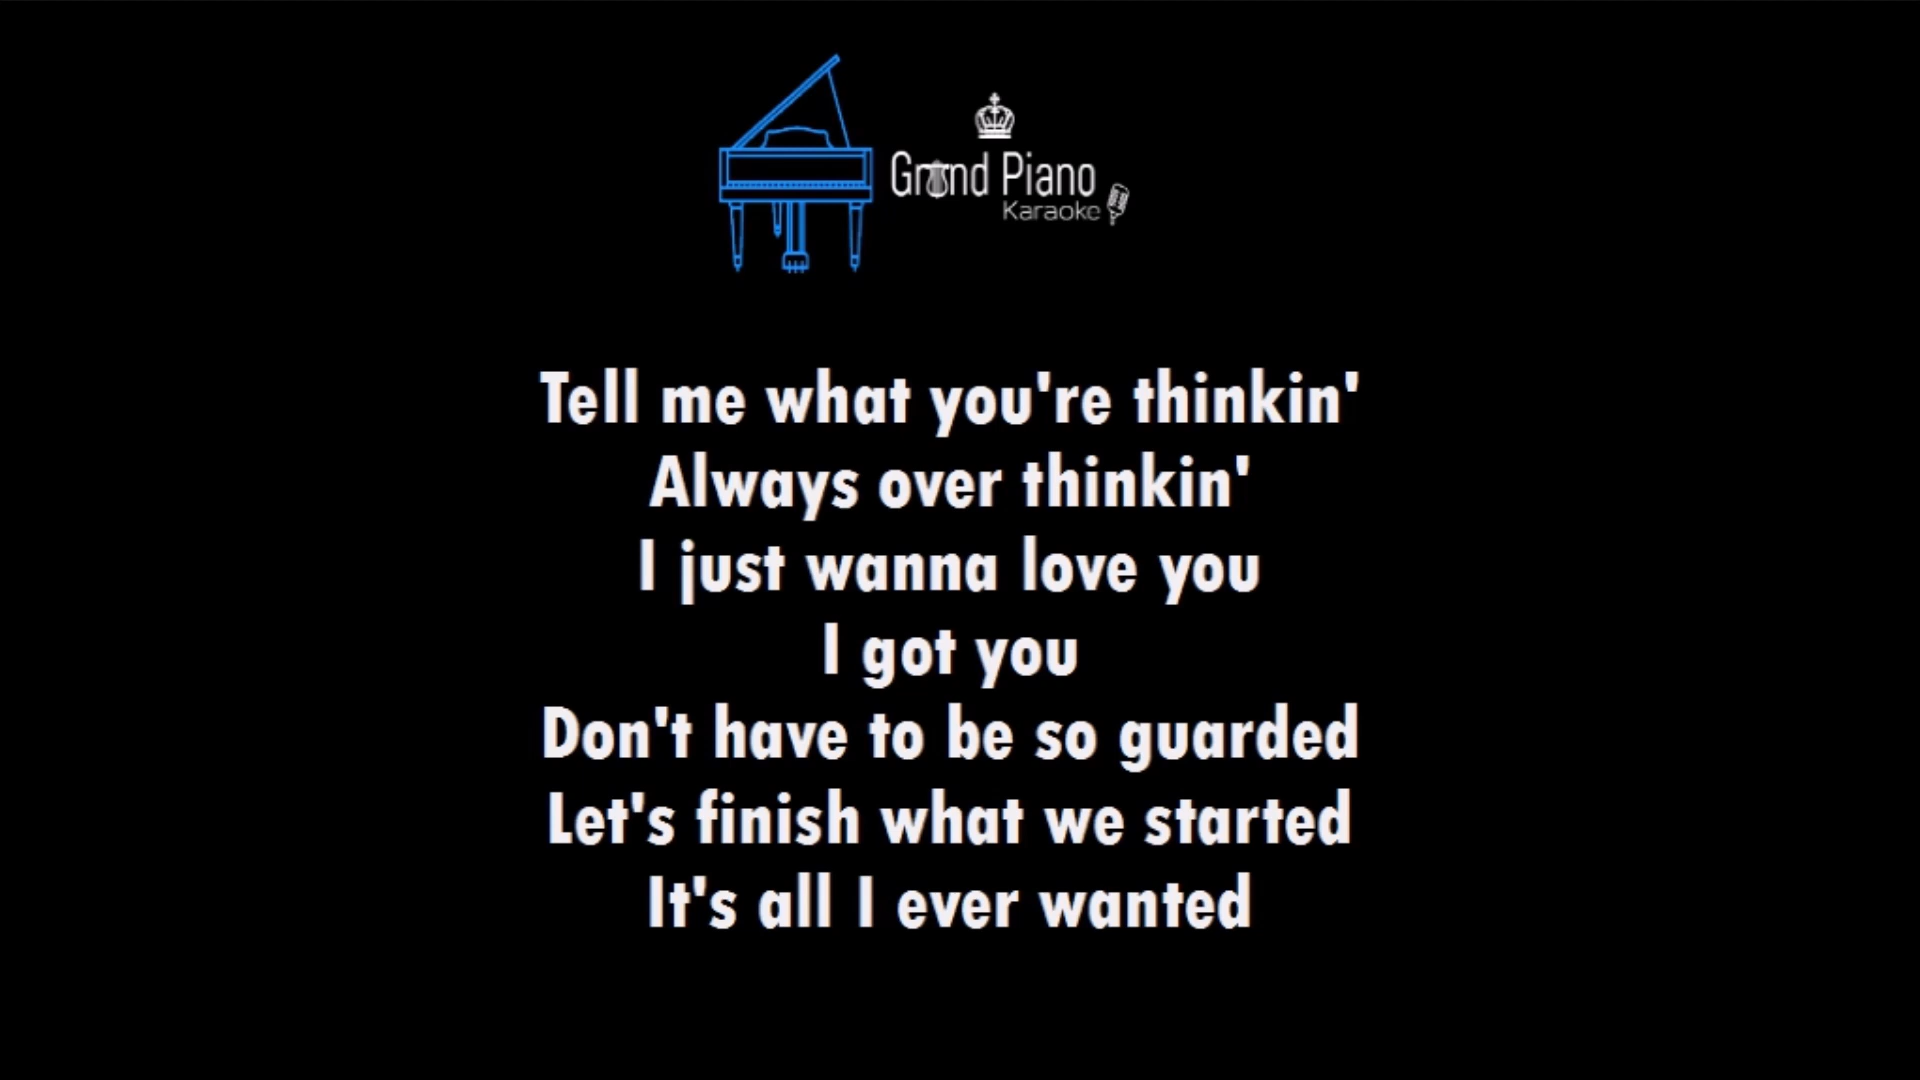 Grand Piano
Karaoke
Tell me what you're thinkin'
Always over thinkin'
I just wanna love you
I got you
Don't have to be so guarded
Let's finish what we started
It's all I ever wanted